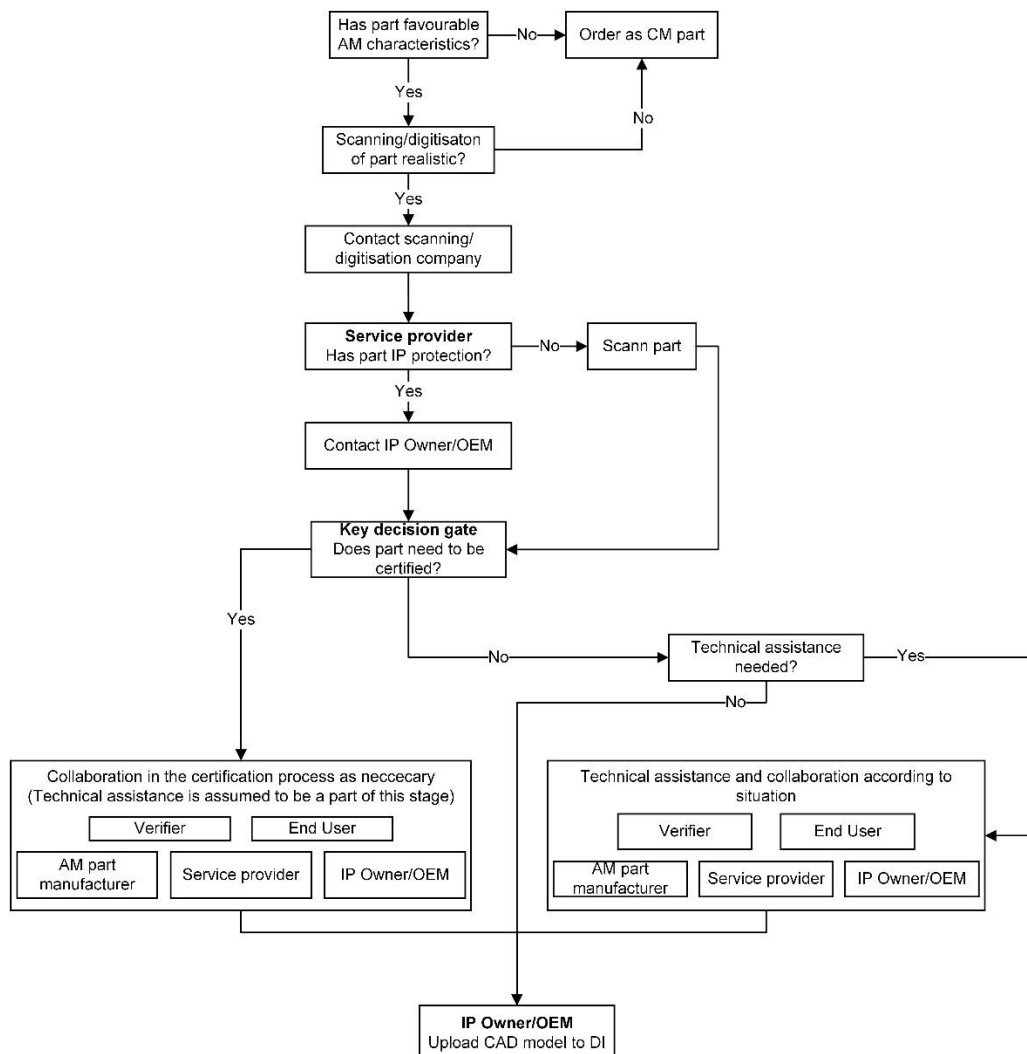 Has part favourable
AM characteristics?
No
Order as CM part
Yes
No
Scanning/digitisaton
of part realistic?
Yes
Contact scanning/
digitisation company
Service provider
Has part IP protection?
No
Scann part
Yes
Contact IP Owner/OEM
Key decision gate
Does part need to be
certified?
Yes
No
Technical assistance
needed?
Yes
No
Collaboration in the certification process as neccecary
(Technical assistance is assumed to be a part of this stage)
Verifier
End User
AM part
manufacturer
Service provider
IP Owner/OEM
Technical assistance and collaboration according to
situation
Verifier
End User
AM part
manufacturer
Service provider
IP Owner/OEM
IP Owner/OEM
Upload CAD model to DI